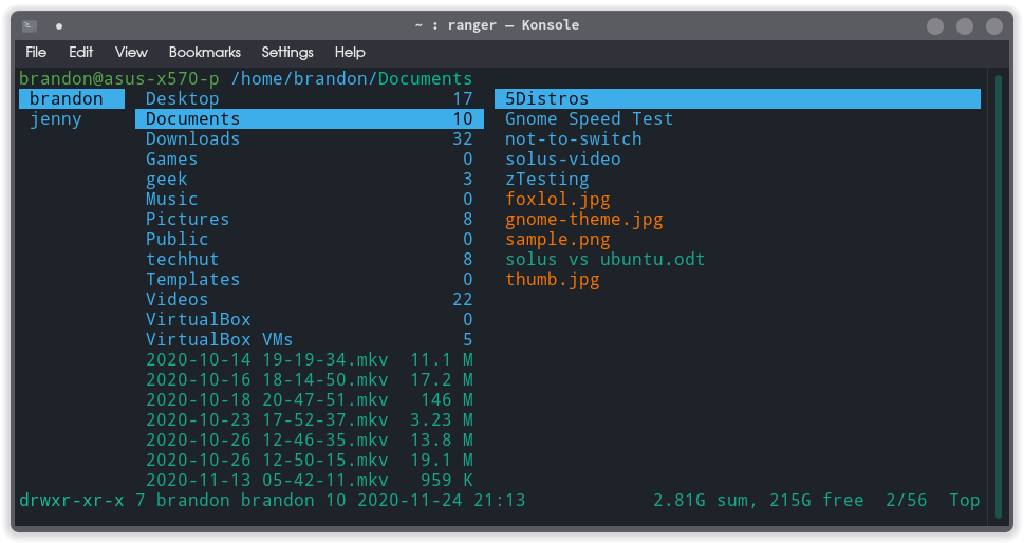 ~ : ranger — Konsole
File Edit View Bookmarks Settings Help
brandon@asus-x570-p /home/brandon/Documents
brandon Desktop 17 5Distros
jenny Documents 10 Gnome Speed Test
Downloads 32 not-to-switch
Games 0 solus-video
geek 3 zTesting
Music 0 foxlol.jpg
Pictures 8 gnome-theme.jpg
Public 0 sample.png
techhut 8 solus vs ubuntu.odt
Templates 0 thumb.jpg
Videos 22
VirtualBox 0
VirtualBox VMs 5
2020-10-14 19-19-34.mkv 11.1 M
2020-10-16 18-14-50.mkv 17.2 M
2020-10-18 20-47-51.mkv 146 M
2020-10-23 17-52-37.mkv 3.23 M
2020-10-26 12-46-35.mkv 13.8 M
2020-10-26 12-50-15.mkv 19.1 M
2020-11-13 05-42-11.mkv 959 K
drwxr-xr-x 7 brandon brandon 10 2020-11-24 21:13 2.81G sum, 215G free 2/56 Top